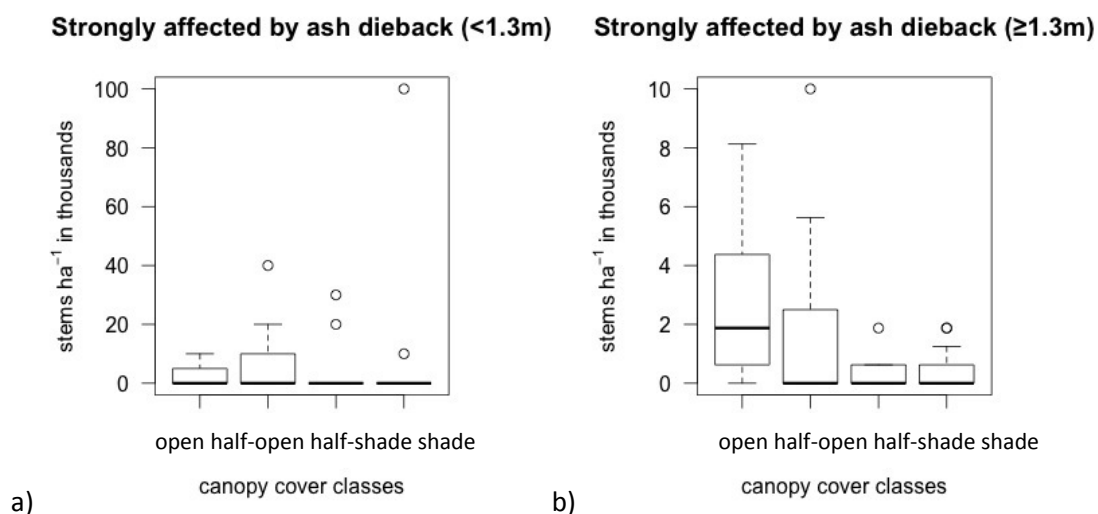 Strongly affected by ash dieback (<1.3m)
stems ha⁻¹ in thousands
100
80
60
40
20
0
open half-open half-shade shade
canopy cover classes
a)
Strongly affected by ash dieback (≥1.3m)
stems ha⁻¹ in thousands
10
8
6
4
2
0
open half-open half-shade shade
canopy cover classes
b)